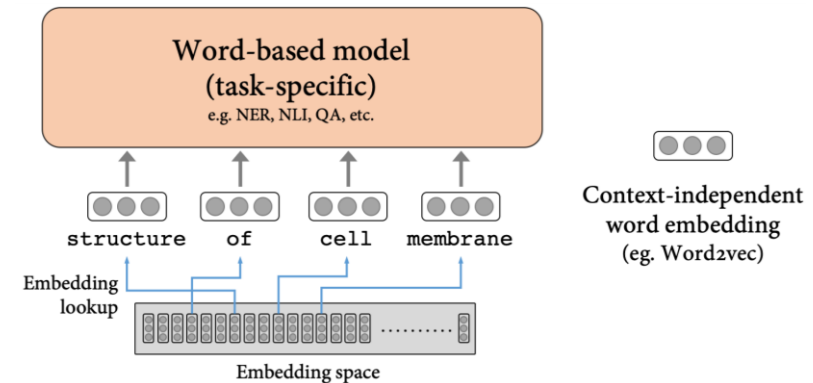 Word-based model
(task-specific)
e.g. NER, NLI, QA, etc.
structure of cell membrane
Embedding
lookup
..........
Embedding space
Context-independent
word embedding
(eg. Word2vec)